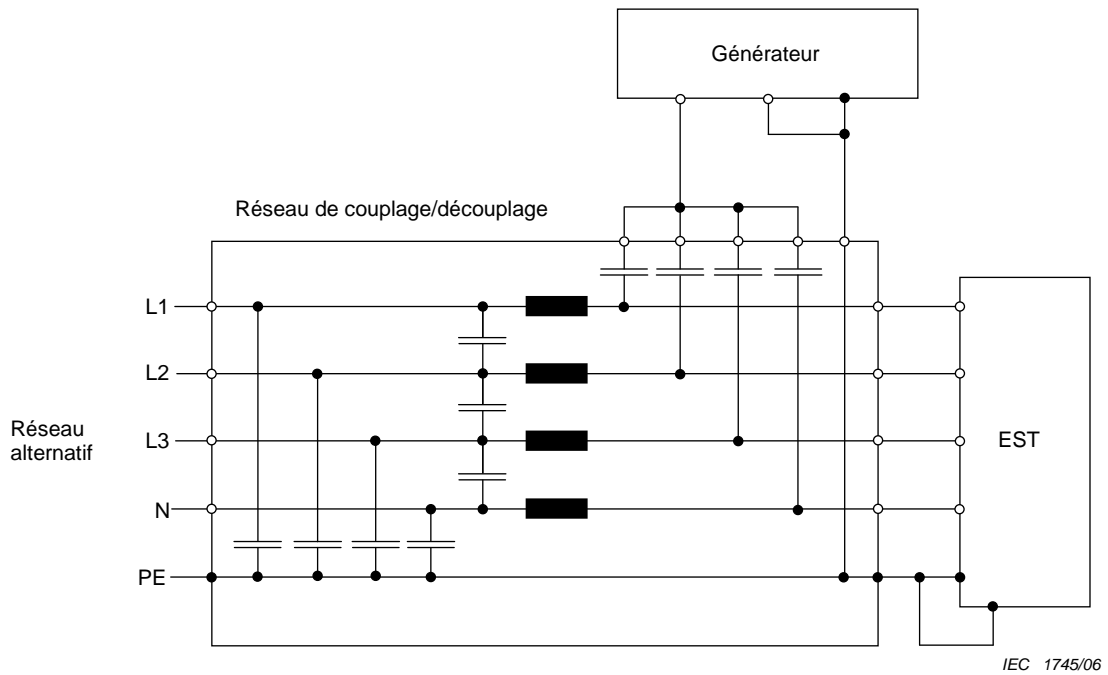 Générateur
Réseau de couplage/découplage
L1
L2
L3
N
PE
Réseau
alternatif
EST
IEC 1745/06